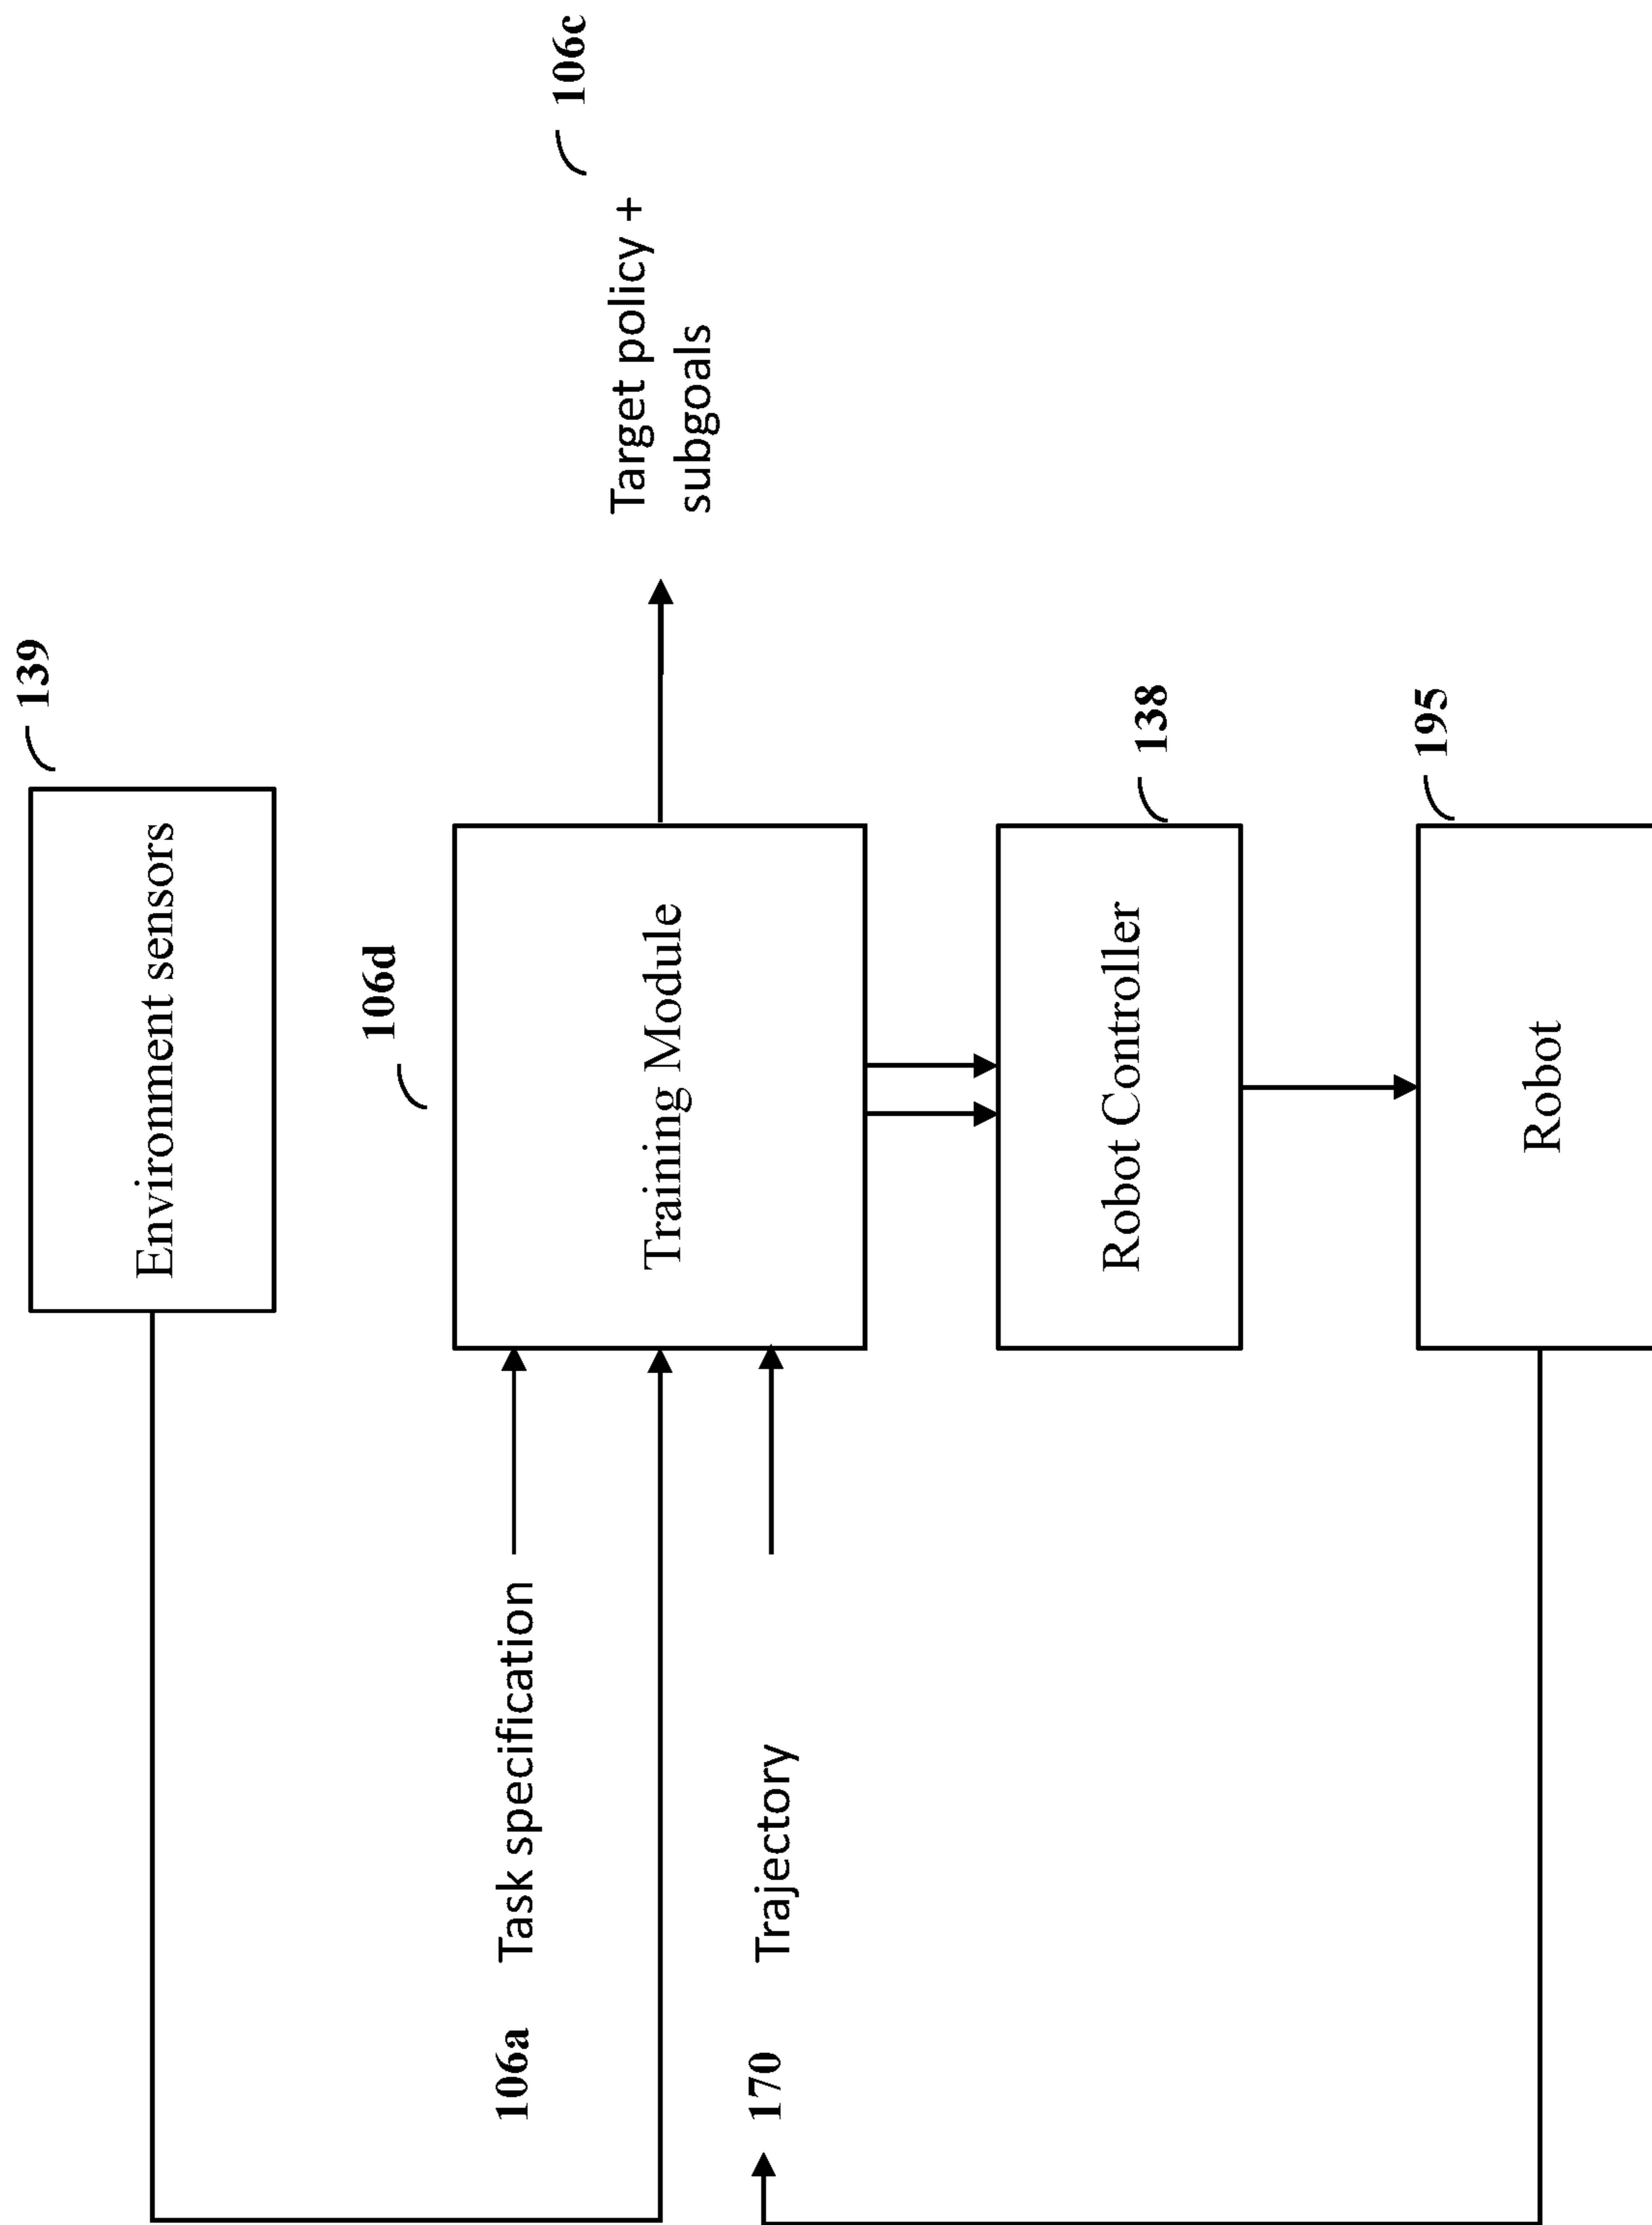 139
Environment sensors
106d
106a
Task specification
Training Module
Target policy +
subgoals
106c
170
Trajectory
Robot Controller
138
Robot
195